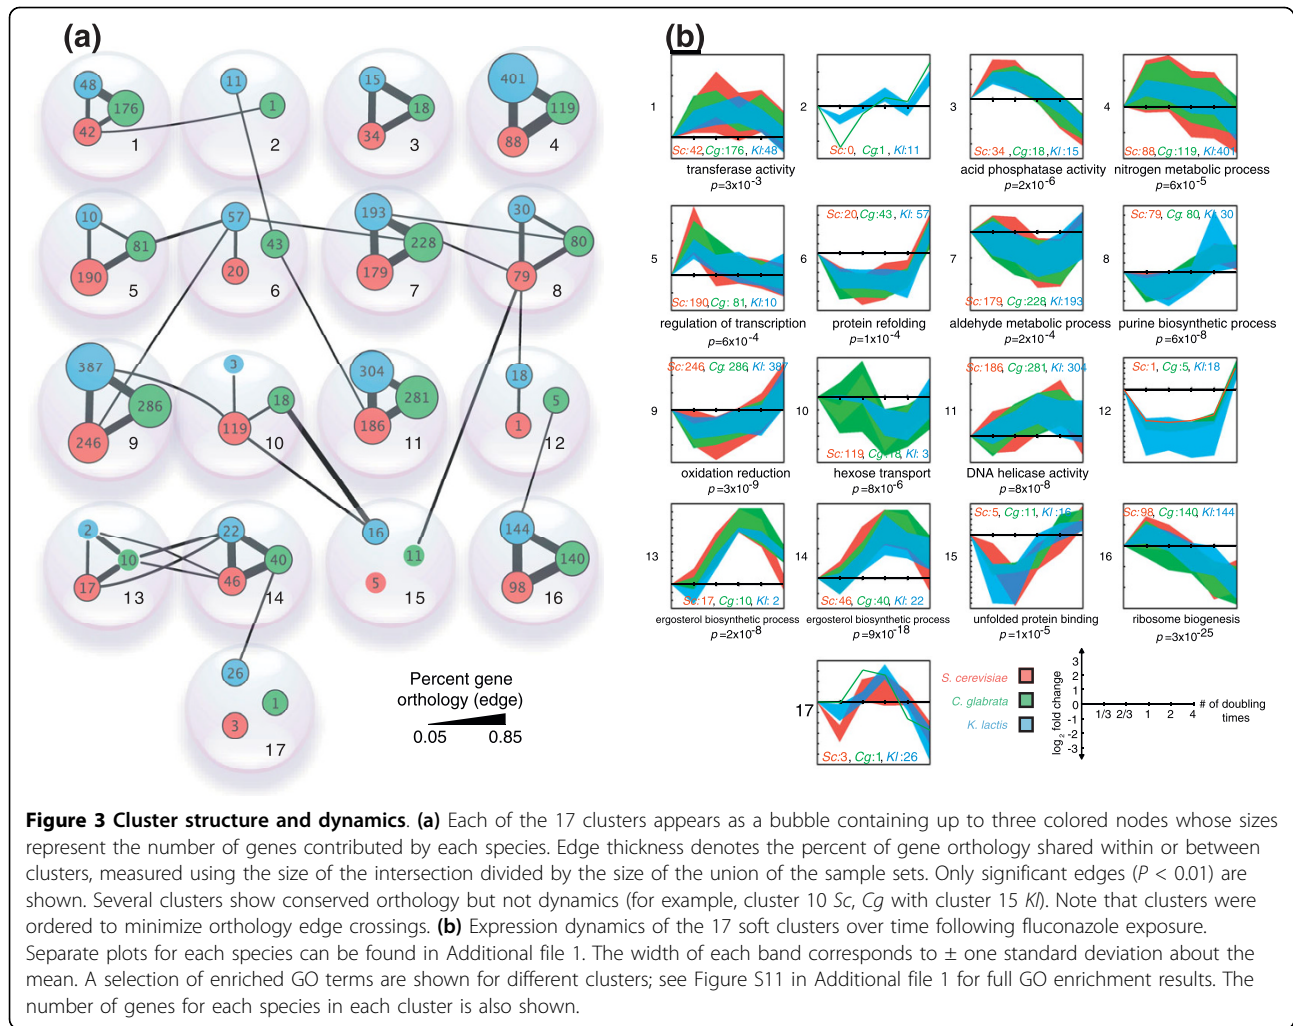 (a)
48
176
42
1
11
1
2
15
18
34
3
401
119
88
4
10
81
190
5
57
43
20
6
193
228
179
7
30
80
79
8
387
286
246
9
3
18
119
10
304
281
186
11
18
5
1
12
2
10
17
13
22
40
46
14
16
11
5
15
144
140
98
16
26
1
3
17
Percent gene
orthology (edge)
0.05 0.85
(b)
1
Sc:42, Cg:176, Kl:48
transferase activity
p=3x10-3
2
Sc:0, Cg:1, Kl:11
3
Sc:34, Cg:18, Kl:15
acid phosphatase activity
p=2x10-6
4
Sc:88, Cg:119, Kl:401
nitrogen metabolic process
p=6x10-5
5
Sc:190, Cg:81, Kl:10
regulation of transcription
p=6x10-4
6
Sc:20, Cg:43, Kl:57
protein refolding
p=1x10-4
7
Sc:179, Cg:228, Kl:193
aldehyde metabolic process
p=2x10-4
8
Sc:79, Cg:80, Kl:30
purine biosynthetic process
p=6x10-8
9
Sc:246, Cg:286, Kl:387
oxidation reduction
p=3x10-9
10
Sc:119, Cg:18, Kl:3
hexose transport
p=8x10-6
11
Sc:186, Cg:281, Kl:304
DNA helicase activity
p=8x10-8
12
Sc:1, Cg:5, Kl:18
13
Sc:17, Cg:10, Kl:2
ergosterol biosynthetic process
p=2x10-8
14
Sc:46, Cg:40, Kl:22
ergosterol biosynthetic process
p=9x10-18
15
Sc:5, Cg:11, Kl:16
unfolded protein binding
p=1x10-5
16
Sc:98, Cg:140, Kl:144
ribosome biogenesis
p=3x10-25
17
Sc:3, Cg:1, Kl:26
S. cerevisiae
C. glabrata
K. lactis
log2 fold change
3
2
1
0
-1
-2
-3
1/3 2/3 1 2 4
# of doubling
times
Figure 3 Cluster structure and dynamics. (a) Each of the 17 clusters appears as a bubble containing up to three colored nodes whose sizes
represent the number of genes contributed by each species. Edge thickness denotes the percent of gene orthology shared within or between
clusters, measured using the size of the intersection divided by the size of the union of the sample sets. Only significant edges (P < 0.01) are
shown. Several clusters show conserved orthology but not dynamics (for example, cluster 10 Sc, Cg with cluster 15 Kl). Note that clusters were
ordered to minimize orthology edge crossings. (b) Expression dynamics of the 17 soft clusters over time following fluconazole exposure.
Separate plots for each species can be found in Additional file 1. The width of each band corresponds to ± one standard deviation about the
mean. A selection of enriched GO terms are shown for different clusters; see Figure S11 in Additional file 1 for full GO enrichment results. The
number of genes for each species in each cluster is also shown.